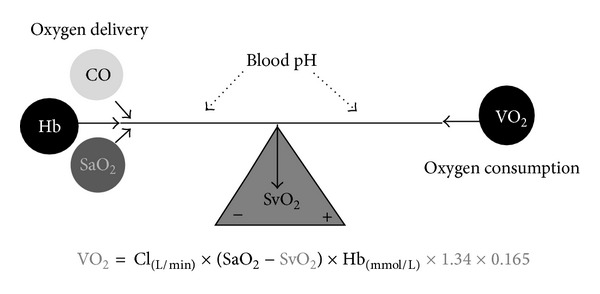 Oxygen delivery
CO
Blood pH
Hb
VO₂
SaO₂
Oxygen consumption
SvO₂
− +
VO₂ = Cl(L/min) × (SaO₂ − SvO₂) × Hb(mmol/L) × 1.34 × 0.165